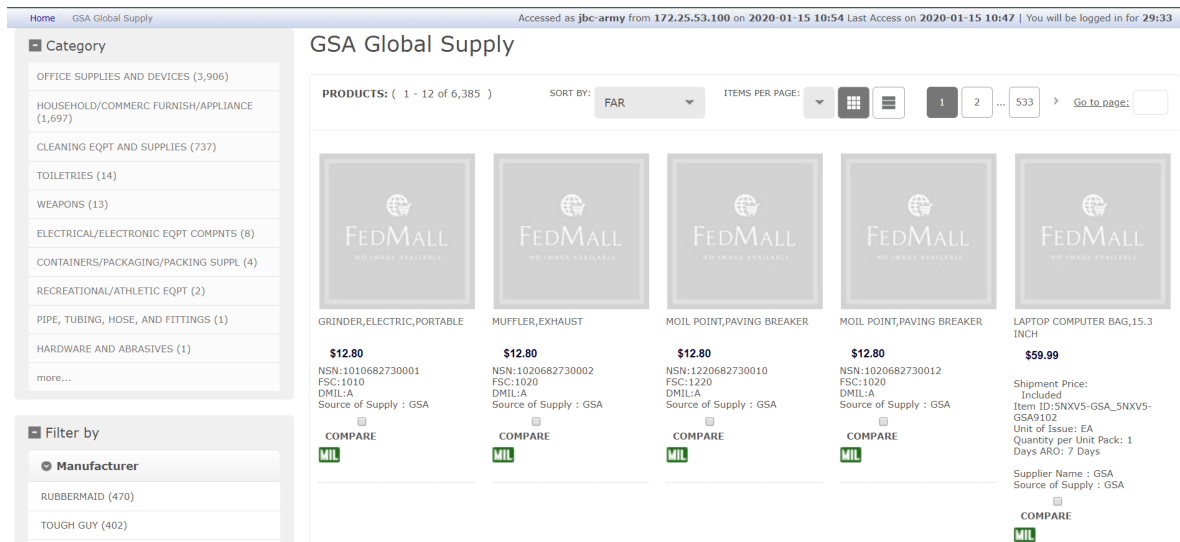 Home GSA Global Supply
Accessed as jbc-army from 172.25.53.100 on 2020-01-15 10:54 Last Access on 2020-01-15 10:47 | You will be logged in for 29:33
Category
OFFICE SUPPLIES AND DEVICES (3,906)
HOUSEHOLD/COMMERC FURNISH/APPLIANCE
(1,697)
CLEANING EQPT AND SUPPLIES (737)
TOILETRIES (14)
WEAPONS (13)
ELECTRICAL/ELECTRONIC EQPT COMPNTS (8)
CONTAINERS/PACKAGING/PACKING SUPPL (4)
RECREATIONAL/ATHLETIC EQPT (2)
PIPE, TUBING, HOSE, AND FITTINGS (1)
HARDWARE AND ABRASIVES (1)
more...
Filter by
Manufacturer
RUBBERMAID (470)
TOUGH GUY (402)
GSA Global Supply
PRODUCTS: ( 1 - 12 of 6,385 )
SORT BY: FAR
ITEMS PER PAGE:
1 2 ... 533 > Go to page:
FEDMALL
NO IMAGE AVAILABLE
GRINDER,ELECTRIC,PORTABLE
$12.80
NSN:1010682730001
FSC:1010
DMIL:A
Source of Supply : GSA
COMPARE
MIL
FEDMALL
NO IMAGE AVAILABLE
MUFFLER,EXHAUST
$12.80
NSN:1020682730002
FSC:1020
DMIL:A
Source of Supply : GSA
COMPARE
MIL
FEDMALL
NO IMAGE AVAILABLE
MOIL POINT,PAVING BREAKER
$12.80
NSN:1220682730010
FSC:1220
DMIL:A
Source of Supply : GSA
COMPARE
MIL
FEDMALL
NO IMAGE AVAILABLE
MOIL POINT,PAVING BREAKER
$12.80
NSN:1020682730012
FSC:1020
DMIL:A
Source of Supply : GSA
COMPARE
MIL
FEDMALL
NO IMAGE AVAILABLE
LAPTOP COMPUTER BAG,15.3
INCH
$59.99
Shipment Price:
Included
Item ID:5NXV5-GSA_5NXV5-
GSA9102
Unit of Issue: EA
Quantity per Unit Pack: 1
Days ARO: 7 Days
Supplier Name : GSA
Source of Supply : GSA
COMPARE
MIL